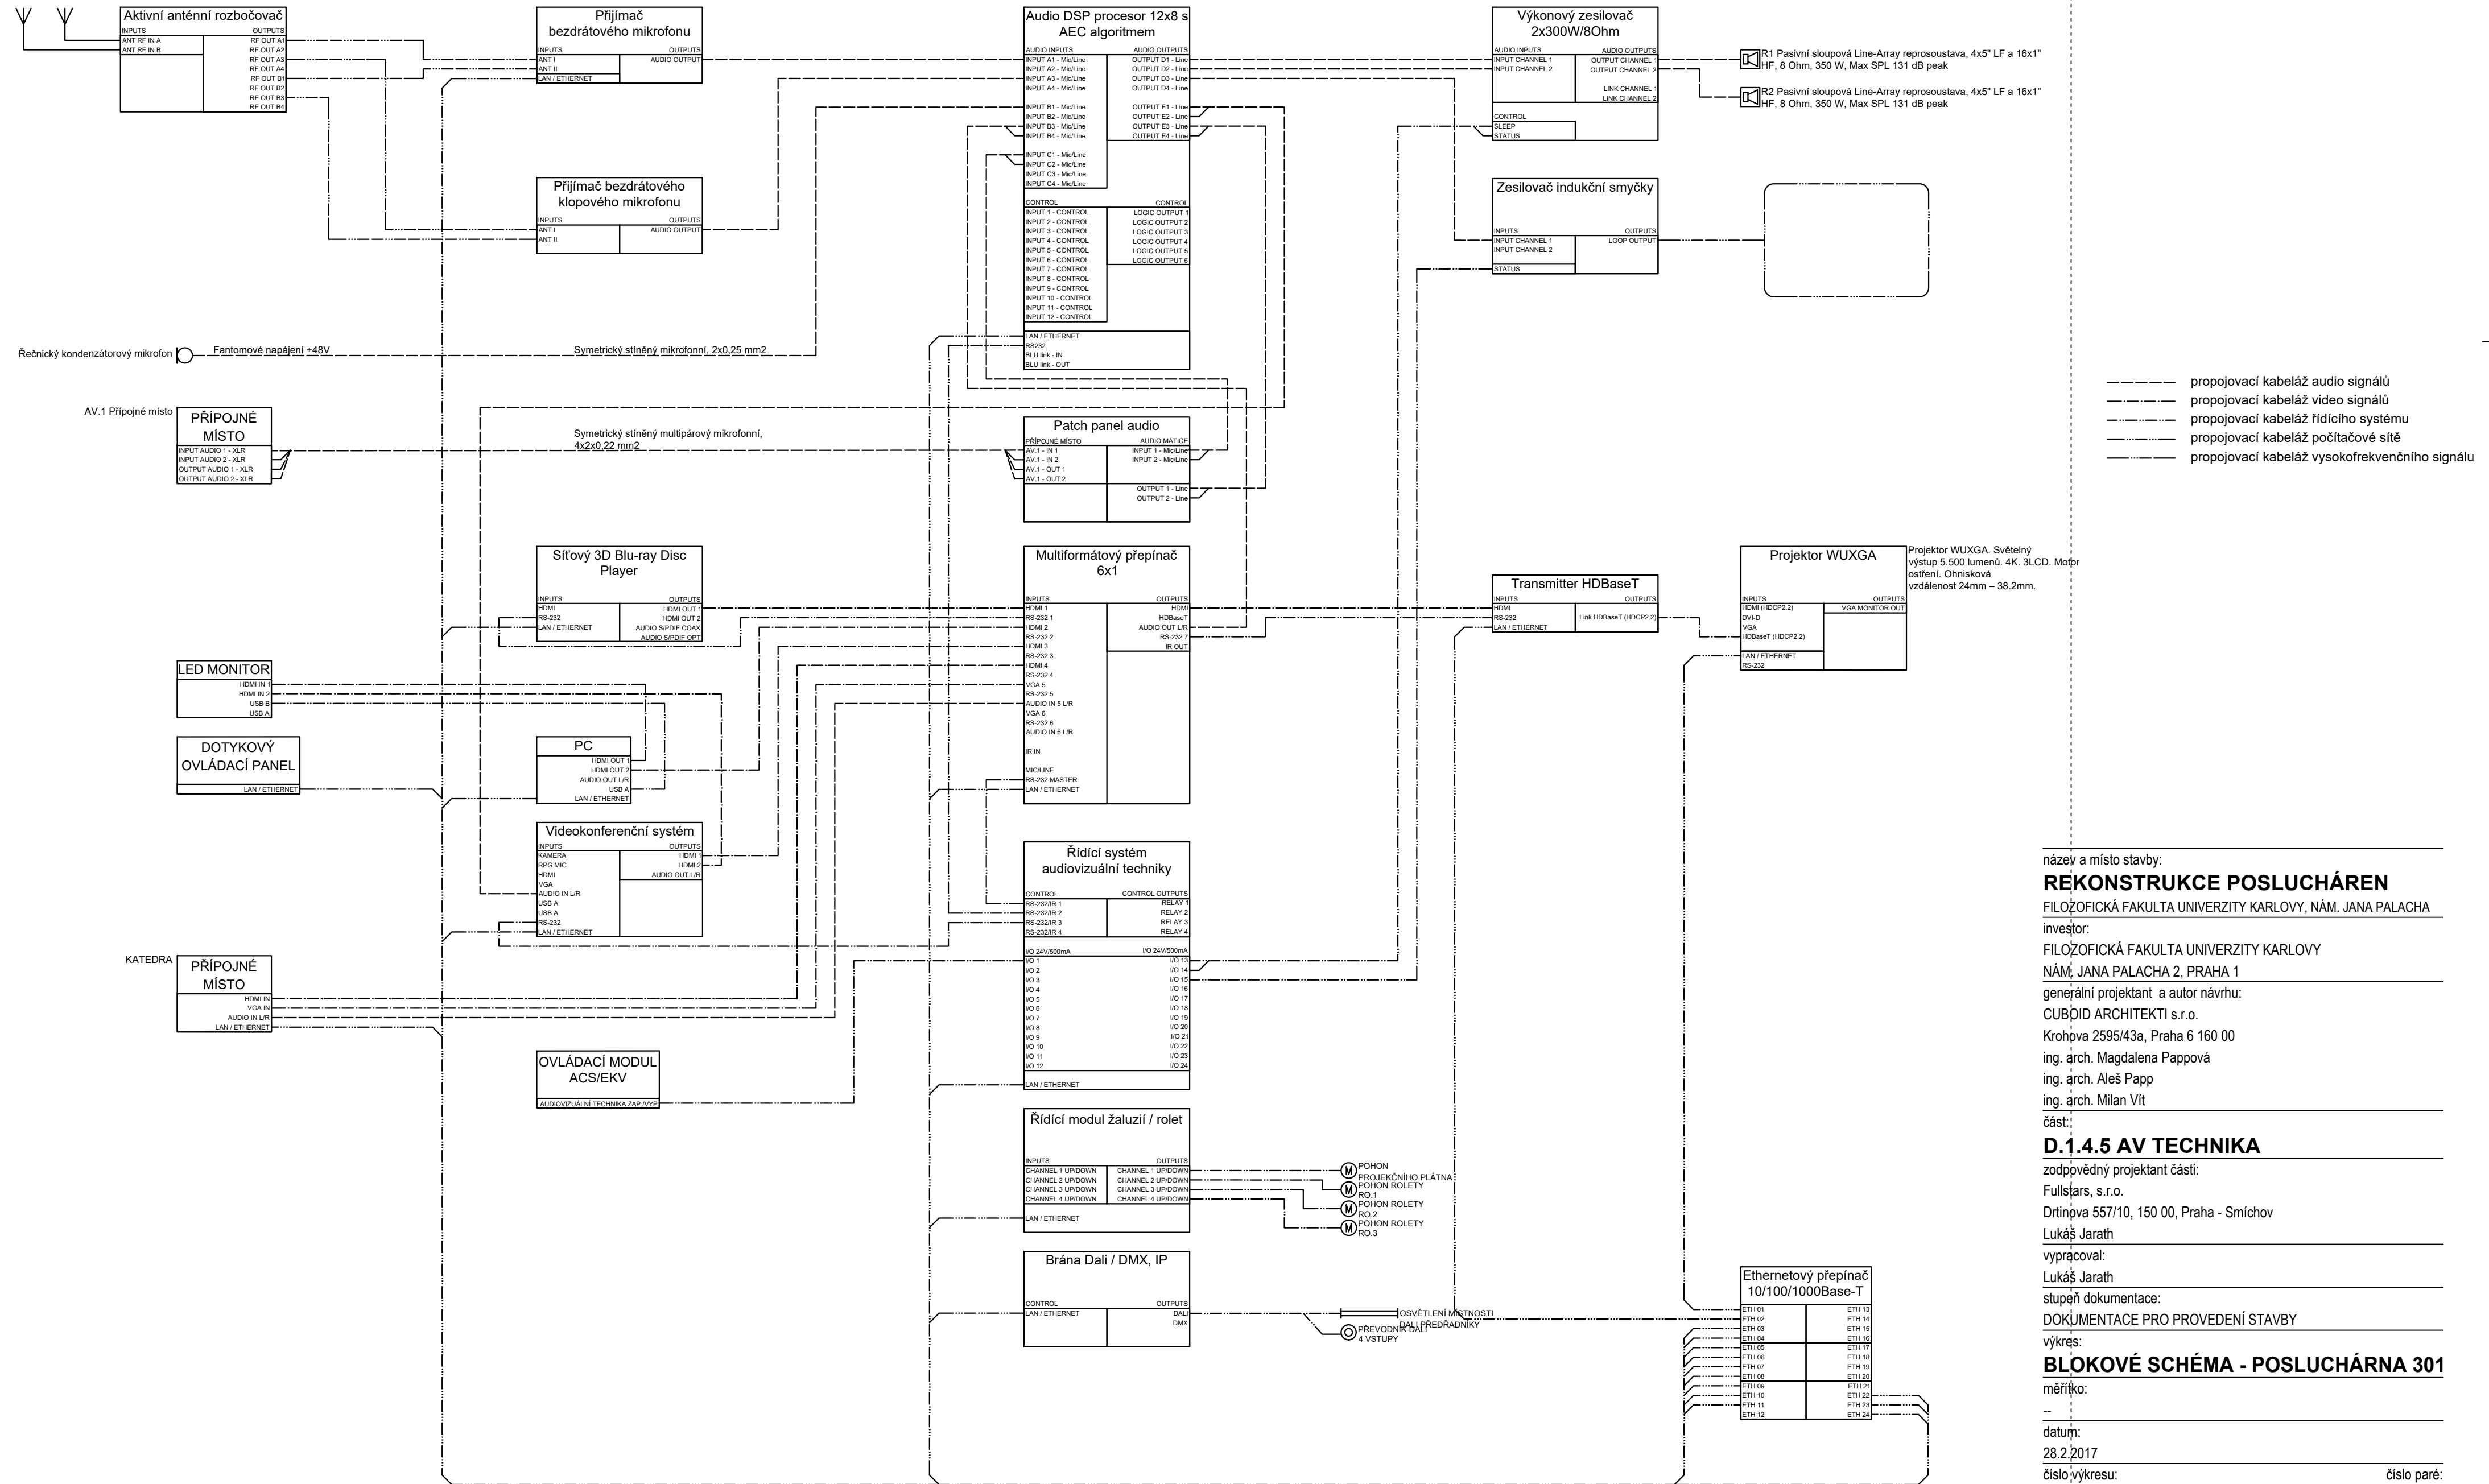 Aktivní anténní rozbočovač
INPUTS
OUTPUTS
ANT RF IN A
ANT RF IN B
RF OUT A1
RF OUT A2
RF OUT A3
RF OUT A4
RF OUT B1
RF OUT B2
RF OUT B3
RF OUT B4
Přijímač
bezdrátového mikrofonu
INPUTS
OUTPUTS
ANT I
ANT II
LAN / ETHERNET
AUDIO OUTPUT
Přijímač bezdrátového
klopového mikrofonu
INPUTS
OUTPUTS
ANT I
ANT II
AUDIO OUTPUT
Audio DSP procesor 12x8 s
AEC algoritmem
AUDIO INPUTS
AUDIO OUTPUTS
INPUT A1 - Mic/Line
INPUT A2 - Mic/Line
INPUT A3 - Mic/Line
INPUT A4 - Mic/Line
INPUT B1 - Mic/Line
INPUT B2 - Mic/Line
INPUT B3 - Mic/Line
INPUT B4 - Mic/Line
INPUT C1 - Mic/Line
INPUT C2 - Mic/Line
INPUT C3 - Mic/Line
INPUT C4 - Mic/Line
OUTPUT D1 - Line
OUTPUT D2 - Line
OUTPUT D3 - Line
OUTPUT D4 - Line
OUTPUT E1 - Line
OUTPUT E2 - Line
OUTPUT E3 - Line
OUTPUT E4 - Line
CONTROL
CONTROL
INPUT 1 - CONTROL
INPUT 2 - CONTROL
INPUT 3 - CONTROL
INPUT 4 - CONTROL
INPUT 5 - CONTROL
INPUT 6 - CONTROL
INPUT 7 - CONTROL
INPUT 8 - CONTROL
INPUT 9 - CONTROL
INPUT 10 - CONTROL
INPUT 11 - CONTROL
INPUT 12 - CONTROL
LOGIC OUTPUT 1
LOGIC OUTPUT 2
LOGIC OUTPUT 3
LOGIC OUTPUT 4
LOGIC OUTPUT 5
LOGIC OUTPUT 6
LAN / ETHERNET
RS232
BLU link - IN
BLU link - OUT
Výkonový zesilovač
2x300W/8Ohm
AUDIO INPUTS
AUDIO OUTPUTS
INPUT CHANNEL 1
INPUT CHANNEL 2
OUTPUT CHANNEL 1
OUTPUT CHANNEL 2
LINK CHANNEL 1
LINK CHANNEL 2
CONTROL
SLEEP
STATUS
R1 Pasivní sloupová Line-Array reprosoustava, 4x5" LF a 16x1"
HF, 8 Ohm, 350 W, Max SPL 131 dB peak
R2 Pasivní sloupová Line-Array reprosoustava, 4x5" LF a 16x1"
HF, 8 Ohm, 350 W, Max SPL 131 dB peak
Zesilovač indukční smyčky
INPUTS
OUTPUTS
INPUT CHANNEL 1
INPUT CHANNEL 2
LOOP OUTPUT
STATUS
Řečnický kondenzátorový mikrofon
Fantomové napájení +48V
Symetrický stíněný mikrofonní, 2x0,25 mm2
AV.1 Přípojné místo
PŘÍPOJNÉ
MÍSTO
INPUT AUDIO 1 - XLR
INPUT AUDIO 2 - XLR
OUTPUT AUDIO 1 - XLR
OUTPUT AUDIO 2 - XLR
Symetrický stíněný multipárový mikrofonní,
4x2x0,22 mm2
Patch panel audio
PŘÍPOJNÉ MÍSTO
AUDIO MATICE
AV.1 - IN 1
AV.1 - IN 2
AV.1 - OUT 1
AV.1 - OUT 2
INPUT 1 - Mic/Line
INPUT 2 - Mic/Line
OUTPUT 1 - Line
OUTPUT 2 - Line
propojovací kabeláž audio signálů
propojovací kabeláž video signálů
propojovací kabeláž řídícího systému
propojovací kabeláž počítačové sítě
propojovací kabeláž vysokofrekvenčního signálu
Síťový 3D Blu-ray Disc
Player
INPUTS
OUTPUTS
HDMI
RS-232
LAN / ETHERNET
HDMI OUT 1
HDMI OUT 2
AUDIO S/PDIF COAX
AUDIO S/PDIF OPT
Multiformátový přepínač
6x1
INPUTS
OUTPUTS
HDMI 1
RS-232 1
HDMI 2
RS-232 2
HDMI 3
RS-232 3
HDMI 4
RS-232 4
VGA 5
RS-232 5
AUDIO IN 5 L/R
VGA 6
RS-232 6
AUDIO IN 6 L/R
IR IN
MIC/LINE
RS-232 MASTER
LAN / ETHERNET
HDMI
HDBaseT
AUDIO OUT L/R
RS-232 7
IR OUT
Transmitter HDBaseT
INPUTS
OUTPUTS
HDMI
RS-232
LAN / ETHERNET
Link HDBaseT (HDCP2.2)
Projektor WUXGA
INPUTS
OUTPUTS
HDMI (HDCP2.2)
DVI-D
VGA
HDBaseT (HDCP2.2)
VGA MONITOR OUT
LAN / ETHERNET
RS-232
Projektor WUXGA. Světelný
výstup 5.500 lumenů. 4K. 3LCD. Motor
ostření. Ohnisková
vzdálenost 24mm – 38.2mm.
LED MONITOR
HDMI IN 1
HDMI IN 2
USB B
USB A
DOTYKOVÝ
OVLÁDACÍ PANEL
LAN / ETHERNET
PC
HDMI OUT 1
HDMI OUT 2
AUDIO OUT L/R
USB A
LAN / ETHERNET
Videokonferenční systém
INPUTS
OUTPUTS
KAMERA
RPG MIC
HDMI
VGA
AUDIO IN L/R
USB A
USB A
RS-232
LAN / ETHERNET
HDMI 1
HDMI 2
AUDIO OUT L/R
KATEDRA
PŘÍPOJNÉ
MÍSTO
HDMI IN
VGA IN
AUDIO IN L/R
LAN / ETHERNET
OVLÁDACÍ MODUL
ACS/EKV
AUDIOVIZUÁLNÍ TECHNIKA ZAP./VYP
Řídící systém
audiovizuální techniky
CONTROL
CONTROL OUTPUTS
RS-232/IR 1
RS-232/IR 2
RS-232/IR 3
RS-232/IR 4
RELAY 1
RELAY 2
RELAY 3
RELAY 4
I/O 24V/500mA
I/O 24V/500mA
I/O 1
I/O 2
I/O 3
I/O 4
I/O 5
I/O 6
I/O 7
I/O 8
I/O 9
I/O 10
I/O 11
I/O 12
I/O 13
I/O 14
I/O 15
I/O 16
I/O 17
I/O 18
I/O 19
I/O 20
I/O 21
I/O 22
I/O 23
I/O 24
LAN / ETHERNET
Řídící modul žaluzií / rolet
INPUTS
OUTPUTS
CHANNEL 1 UP/DOWN
CHANNEL 2 UP/DOWN
CHANNEL 3 UP/DOWN
CHANNEL 4 UP/DOWN
CHANNEL 1 UP/DOWN
CHANNEL 2 UP/DOWN
CHANNEL 3 UP/DOWN
CHANNEL 4 UP/DOWN
LAN / ETHERNET
M
POHON
PROJEKČNÍHO PLÁTNA
M
POHON ROLETY
RO.1
M
POHON ROLETY
RO.2
M
POHON ROLETY
RO.3
Brána Dali / DMX, IP
CONTROL
OUTPUTS
LAN / ETHERNET
DALI
DMX
OSVĚTLENÍ MÍSTNOSTI
DALI PŘEDŘADNÍKY
PŘEVODNÍK DALI
4 VSTUPY
Ethernetový přepínač
10/100/1000Base-T
ETH 01
ETH 02
ETH 03
ETH 04
ETH 05
ETH 06
ETH 07
ETH 08
ETH 09
ETH 10
ETH 11
ETH 12
ETH 13
ETH 14
ETH 15
ETH 16
ETH 17
ETH 18
ETH 19
ETH 20
ETH 21
ETH 22
ETH 23
ETH 24
název a místo stavby:
REKONSTRUKCE POSLUCHÁREN
FILOZOFICKÁ FAKULTA UNIVERZITY KARLOVY, NÁM. JANA PALACHA
investor:
FILOZOFICKÁ FAKULTA UNIVERZITY KARLOVY
NÁM. JANA PALACHA 2, PRAHA 1
generální projektant a autor návrhu:
CUBOID ARCHITEKTI s.r.o.
Krohova 2595/43a, Praha 6 160 00
ing. arch. Magdalena Pappová
ing. arch. Aleš Papp
ing. arch. Milan Vít
část:
D.1.4.5 AV TECHNIKA
zodpovědný projektant části:
Fullstars, s.r.o.
Drtinova 557/10, 150 00, Praha - Smíchov
Lukáš Jarath
vypracoval:
Lukáš Jarath
stupeň dokumentace:
DOKUMENTACE PRO PROVEDENÍ STAVBY
výkres:
BLOKOVÉ SCHÉMA - POSLUCHÁRNA 301
měřítko:
--
datum:
28.2.2017
číslo výkresu:
číslo paré: